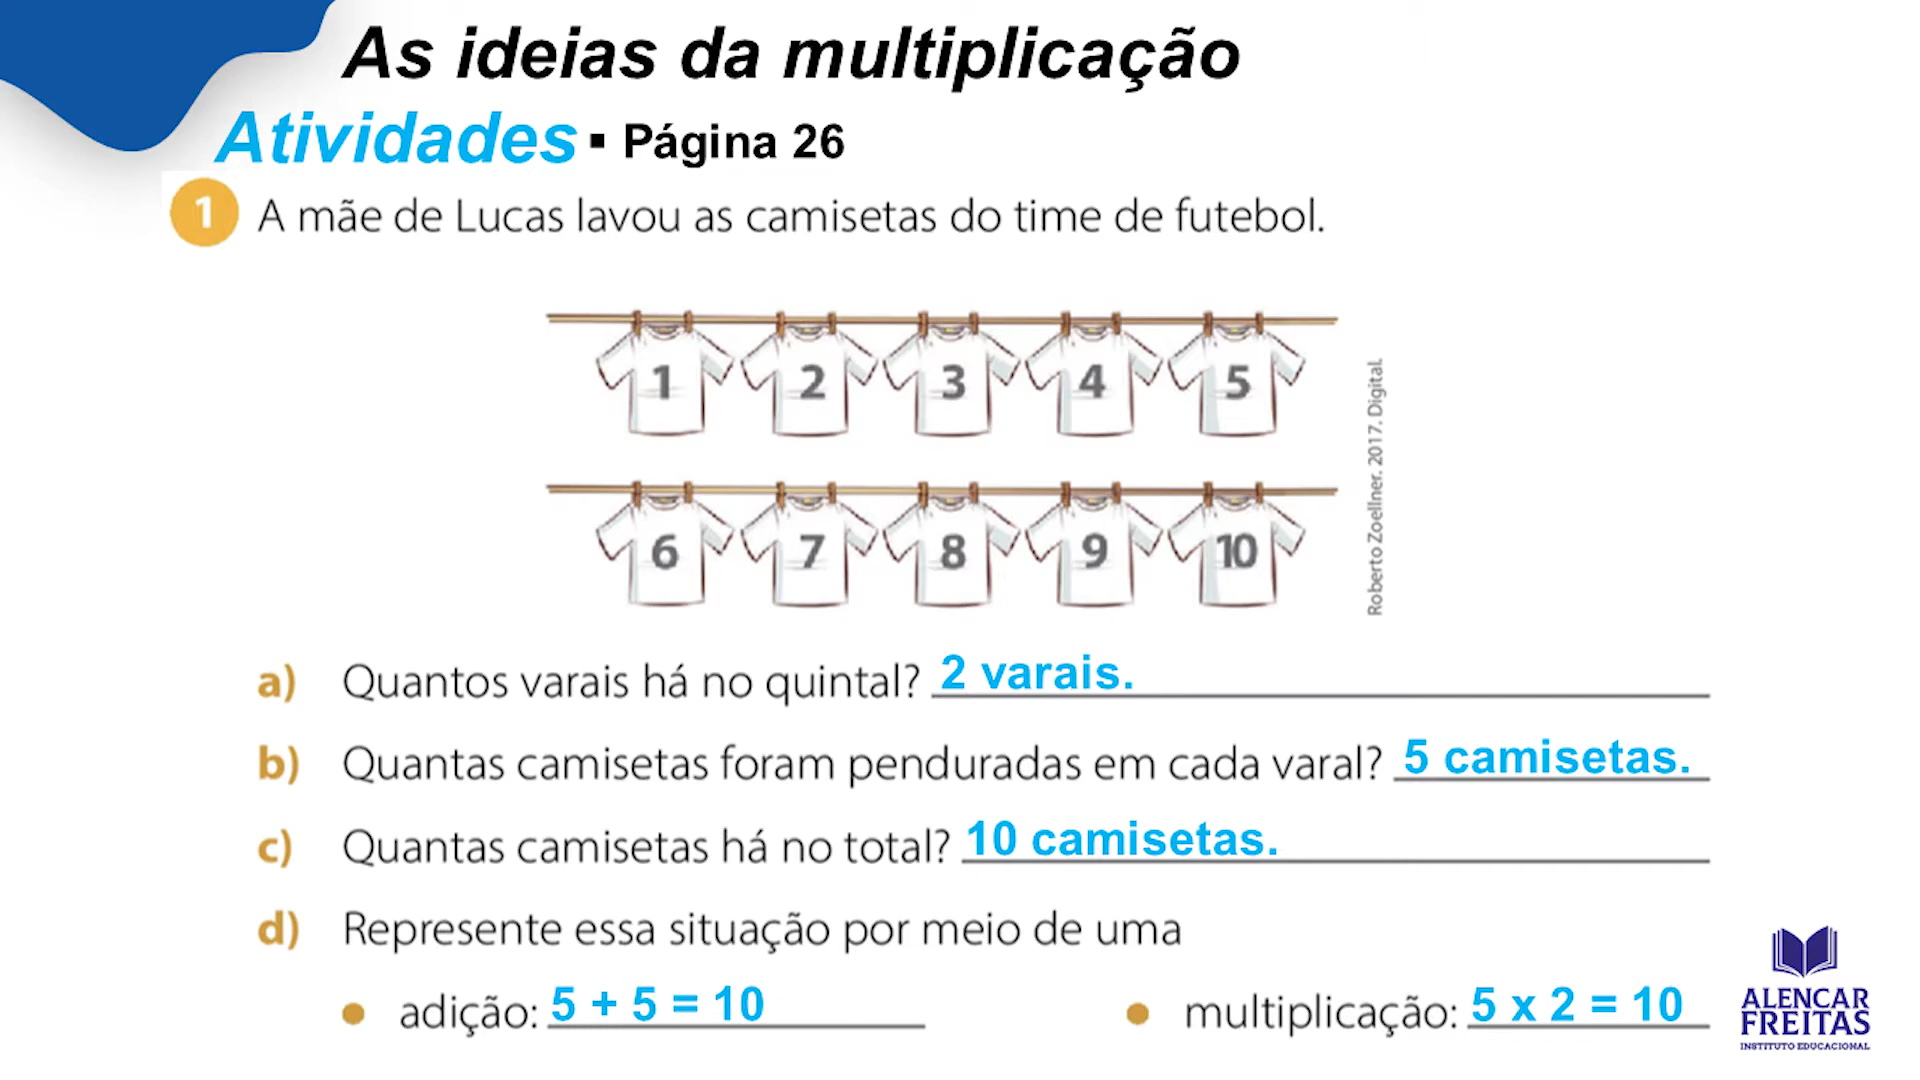 As ideias da multiplicação
Atividades ▪ Página 26
1 A mãe de Lucas lavou as camisetas do time de futebol.
1 2 3 4 5
6 7 8 9 10
Roberto Zoellner. 2017. Digital.
a) Quantos varais há no quintal? 2 varais.
b) Quantas camisetas foram penduradas em cada varal? 5 camisetas.
c) Quantas camisetas há no total? 10 camisetas.
d) Represente essa situação por meio de uma
• adição: 5 + 5 = 10 • multiplicação: 5 x 2 = 10
ALENCAR
FREITAS
INSTITUTO EDUCACIONAL